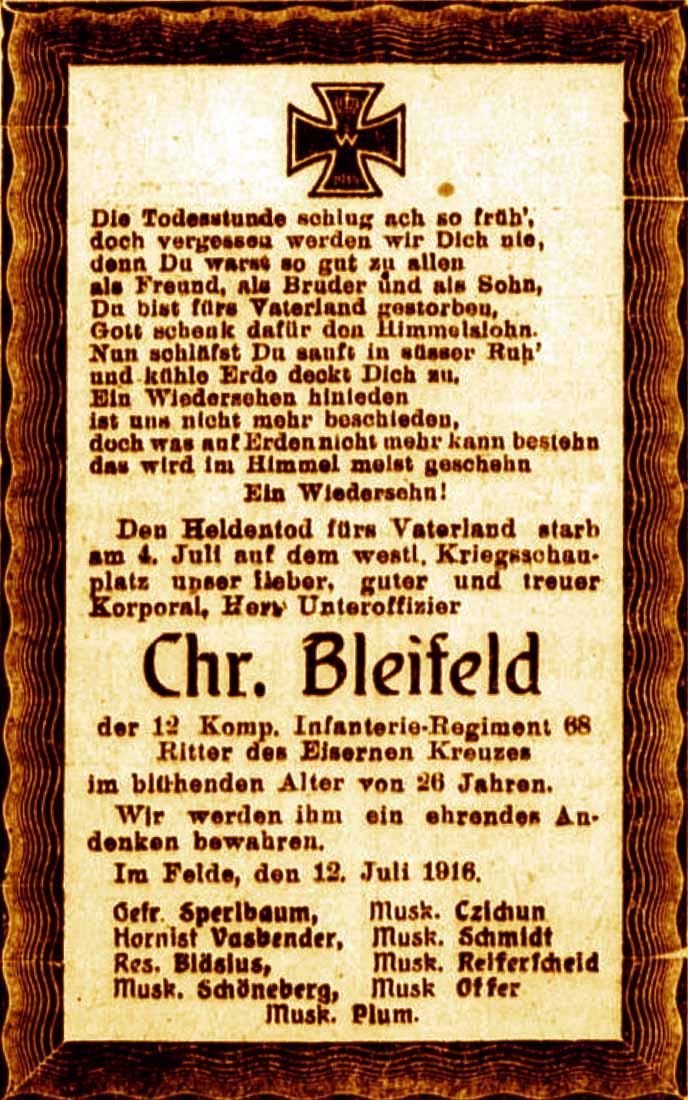 W
1914
Die Todesstunde schlug ach so früh',
doch vergessen werden wir Dich nie,
denn Du warst so gut zu allen
als Freund, als Bruder und als Sohn,
Du bist fürs Vaterland gestorben,
Gott schenk dafür den Himmelslohn.
Nun schläfst Du sanft in süsser Ruh'
und kühle Erde deckt Dich zu.
Ein Wiedersehen hinieden
ist uns nicht mehr beschieden,
doch was auf Erden nicht mehr kann bestehn
das wird im Himmel meist geschehn
Ein Wiedersehn!
Den Heldentod fürs Vaterland starb
am 4. Juli auf dem westl. Kriegsschau-
platz unser lieber, guter und treuer
Korporal, Herr Unteroffizier
Chr. Bleifeld
der 12 Komp. Infanterie-Regiment 68
Ritter des Eisernen Kreuzes
im blühenden Alter von 26 Jahren.
Wir werden ihm ein ehrendes An-
denken bewahren.
Im Felde, den 12. Juli 1916.
Gefr. Sperlbaum, Musk. Czichun
Hornist Vasbender, Musk. Schmidt
Res. Bläsius, Musk. Reiferscheid
Musk. Schöneberg, Musk Offer
Musk. Plum.